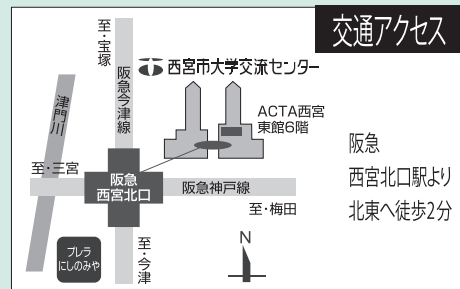 交通アクセス
至・宝塚
阪急今津線
西宮市大学交流センター
津門川
ACTA西宮
東館6階
至・三宮
阪急
西宮北口
阪急神戸線
至・梅田
プレラ
にしのみや
至・今津
N
阪急
西宮北口駅より
北東へ徒歩2分